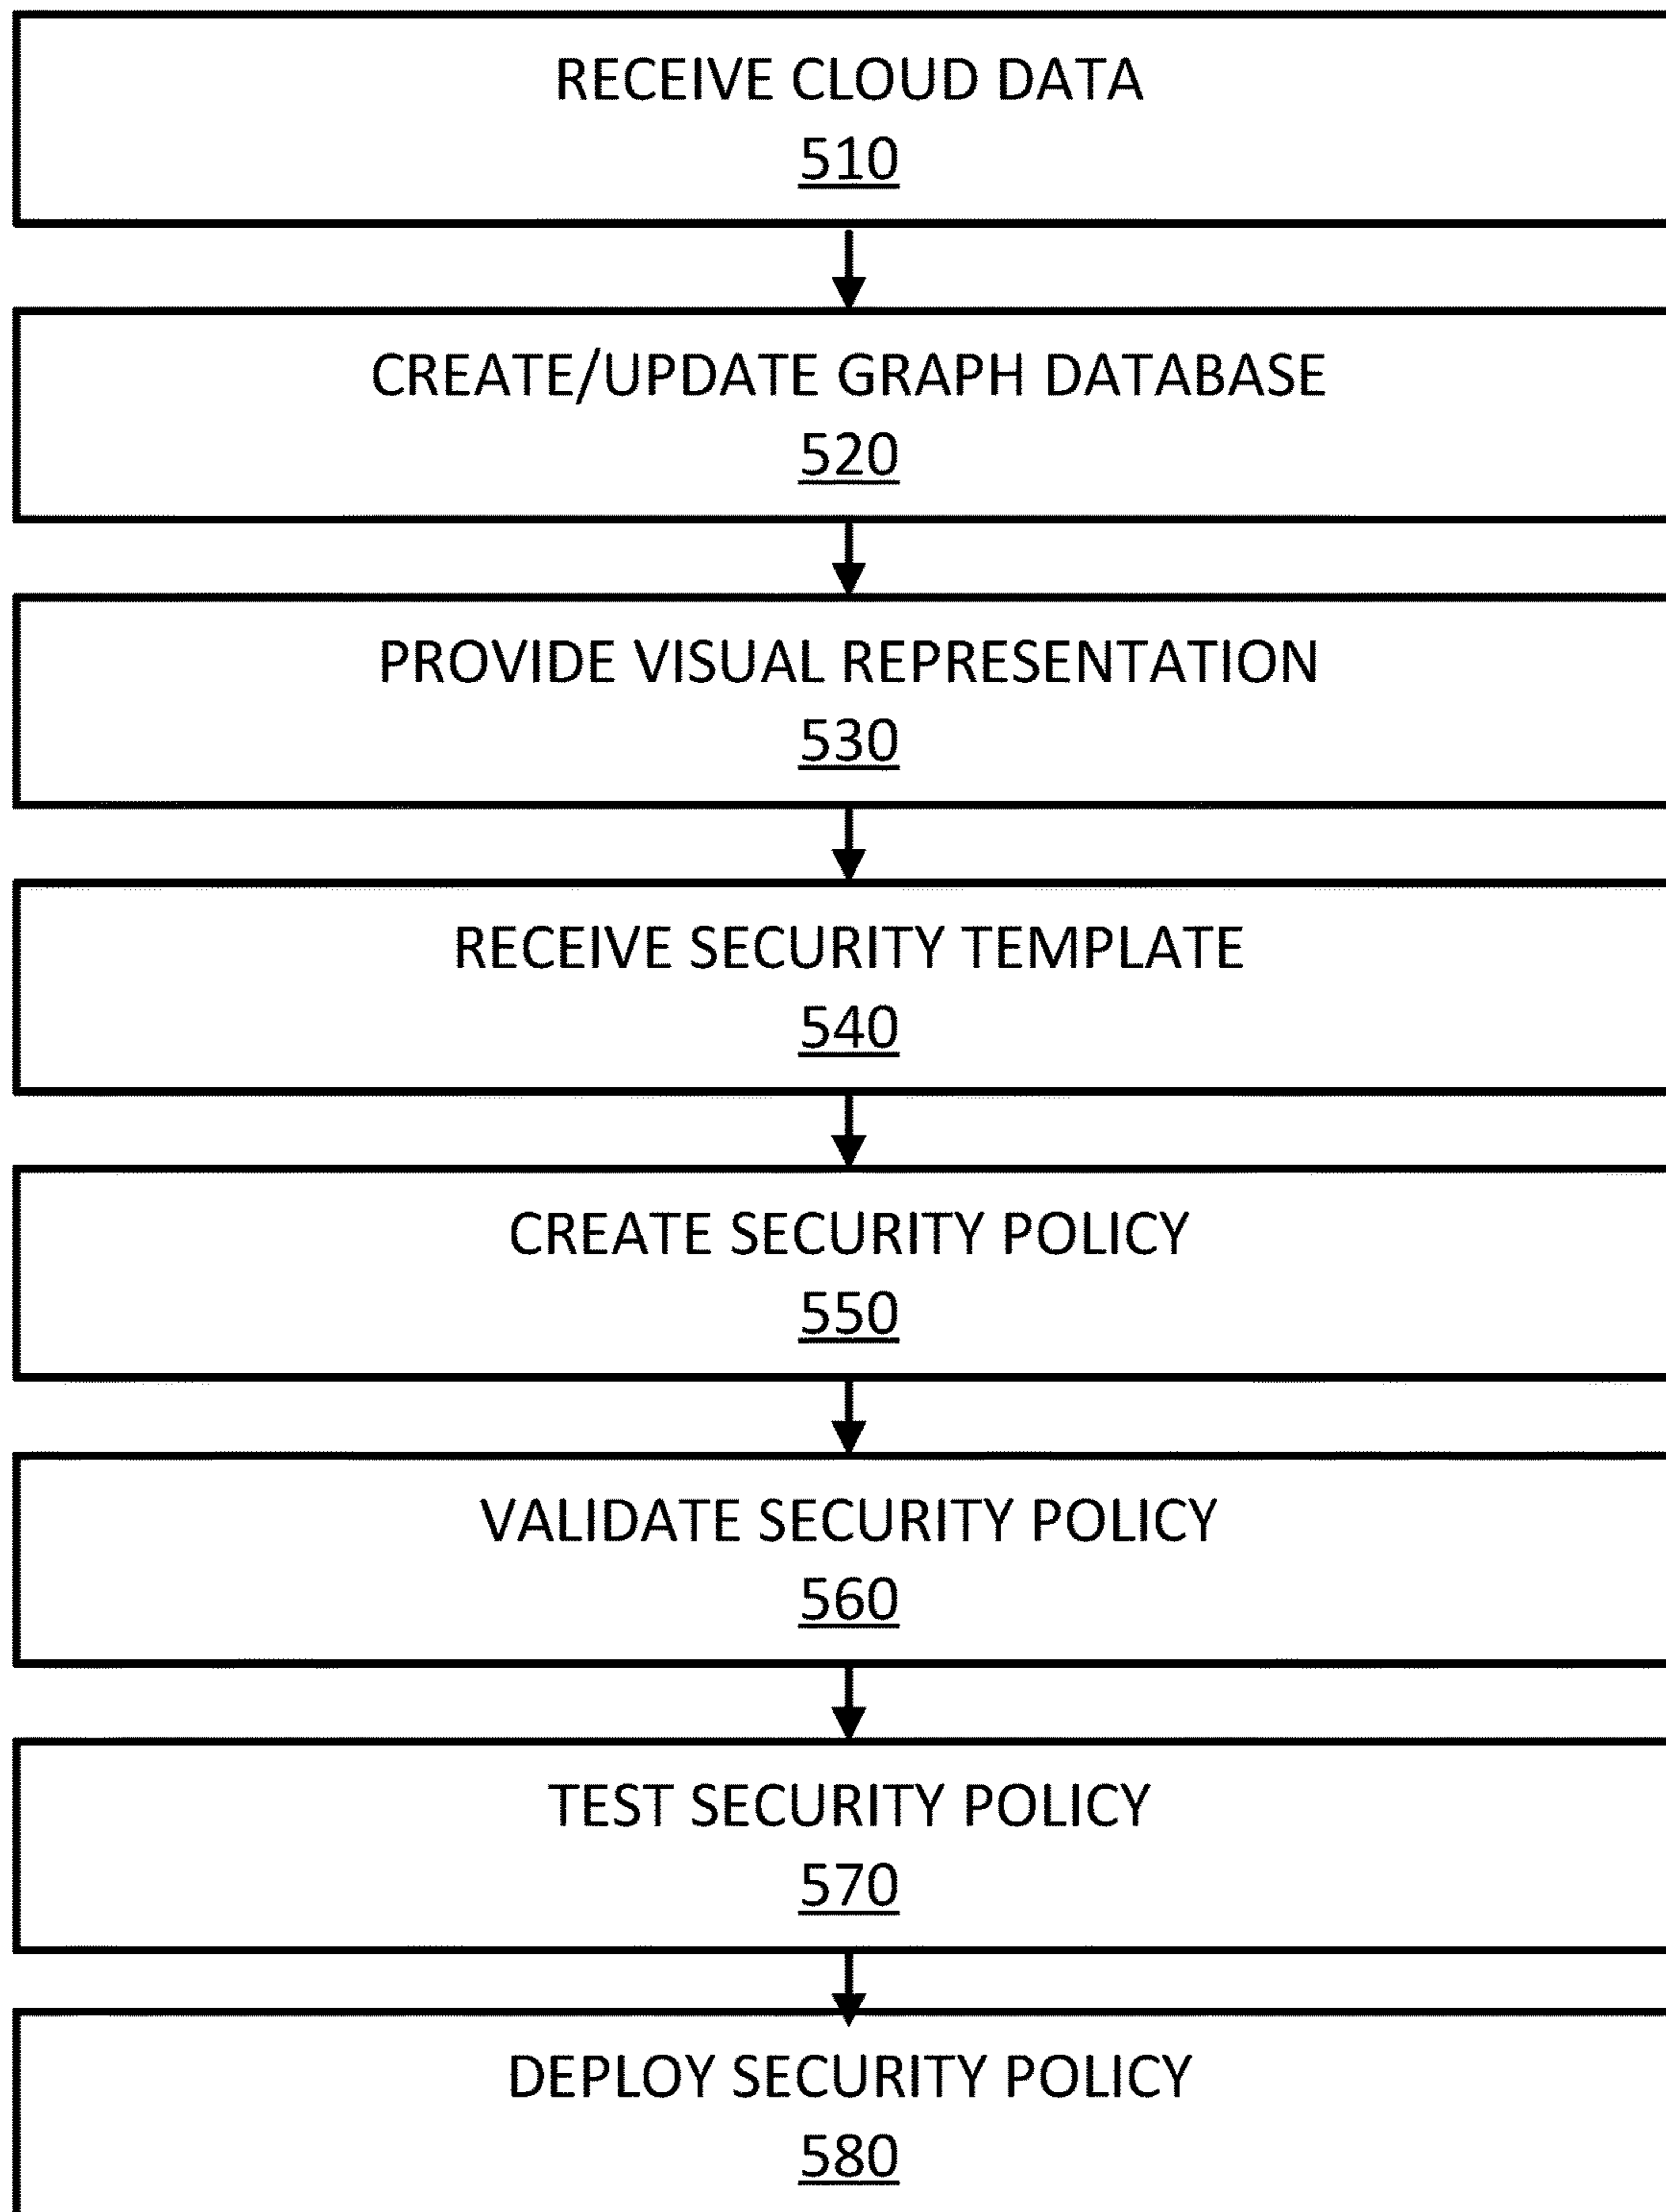 RECEIVE CLOUD DATA
510
CREATE/UPDATE GRAPH DATABASE
520
PROVIDE VISUAL REPRESENTATION
530
RECEIVE SECURITY TEMPLATE
540
CREATE SECURITY POLICY
550
VALIDATE SECURITY POLICY
560
TEST SECURITY POLICY
570
DEPLOY SECURITY POLICY
580